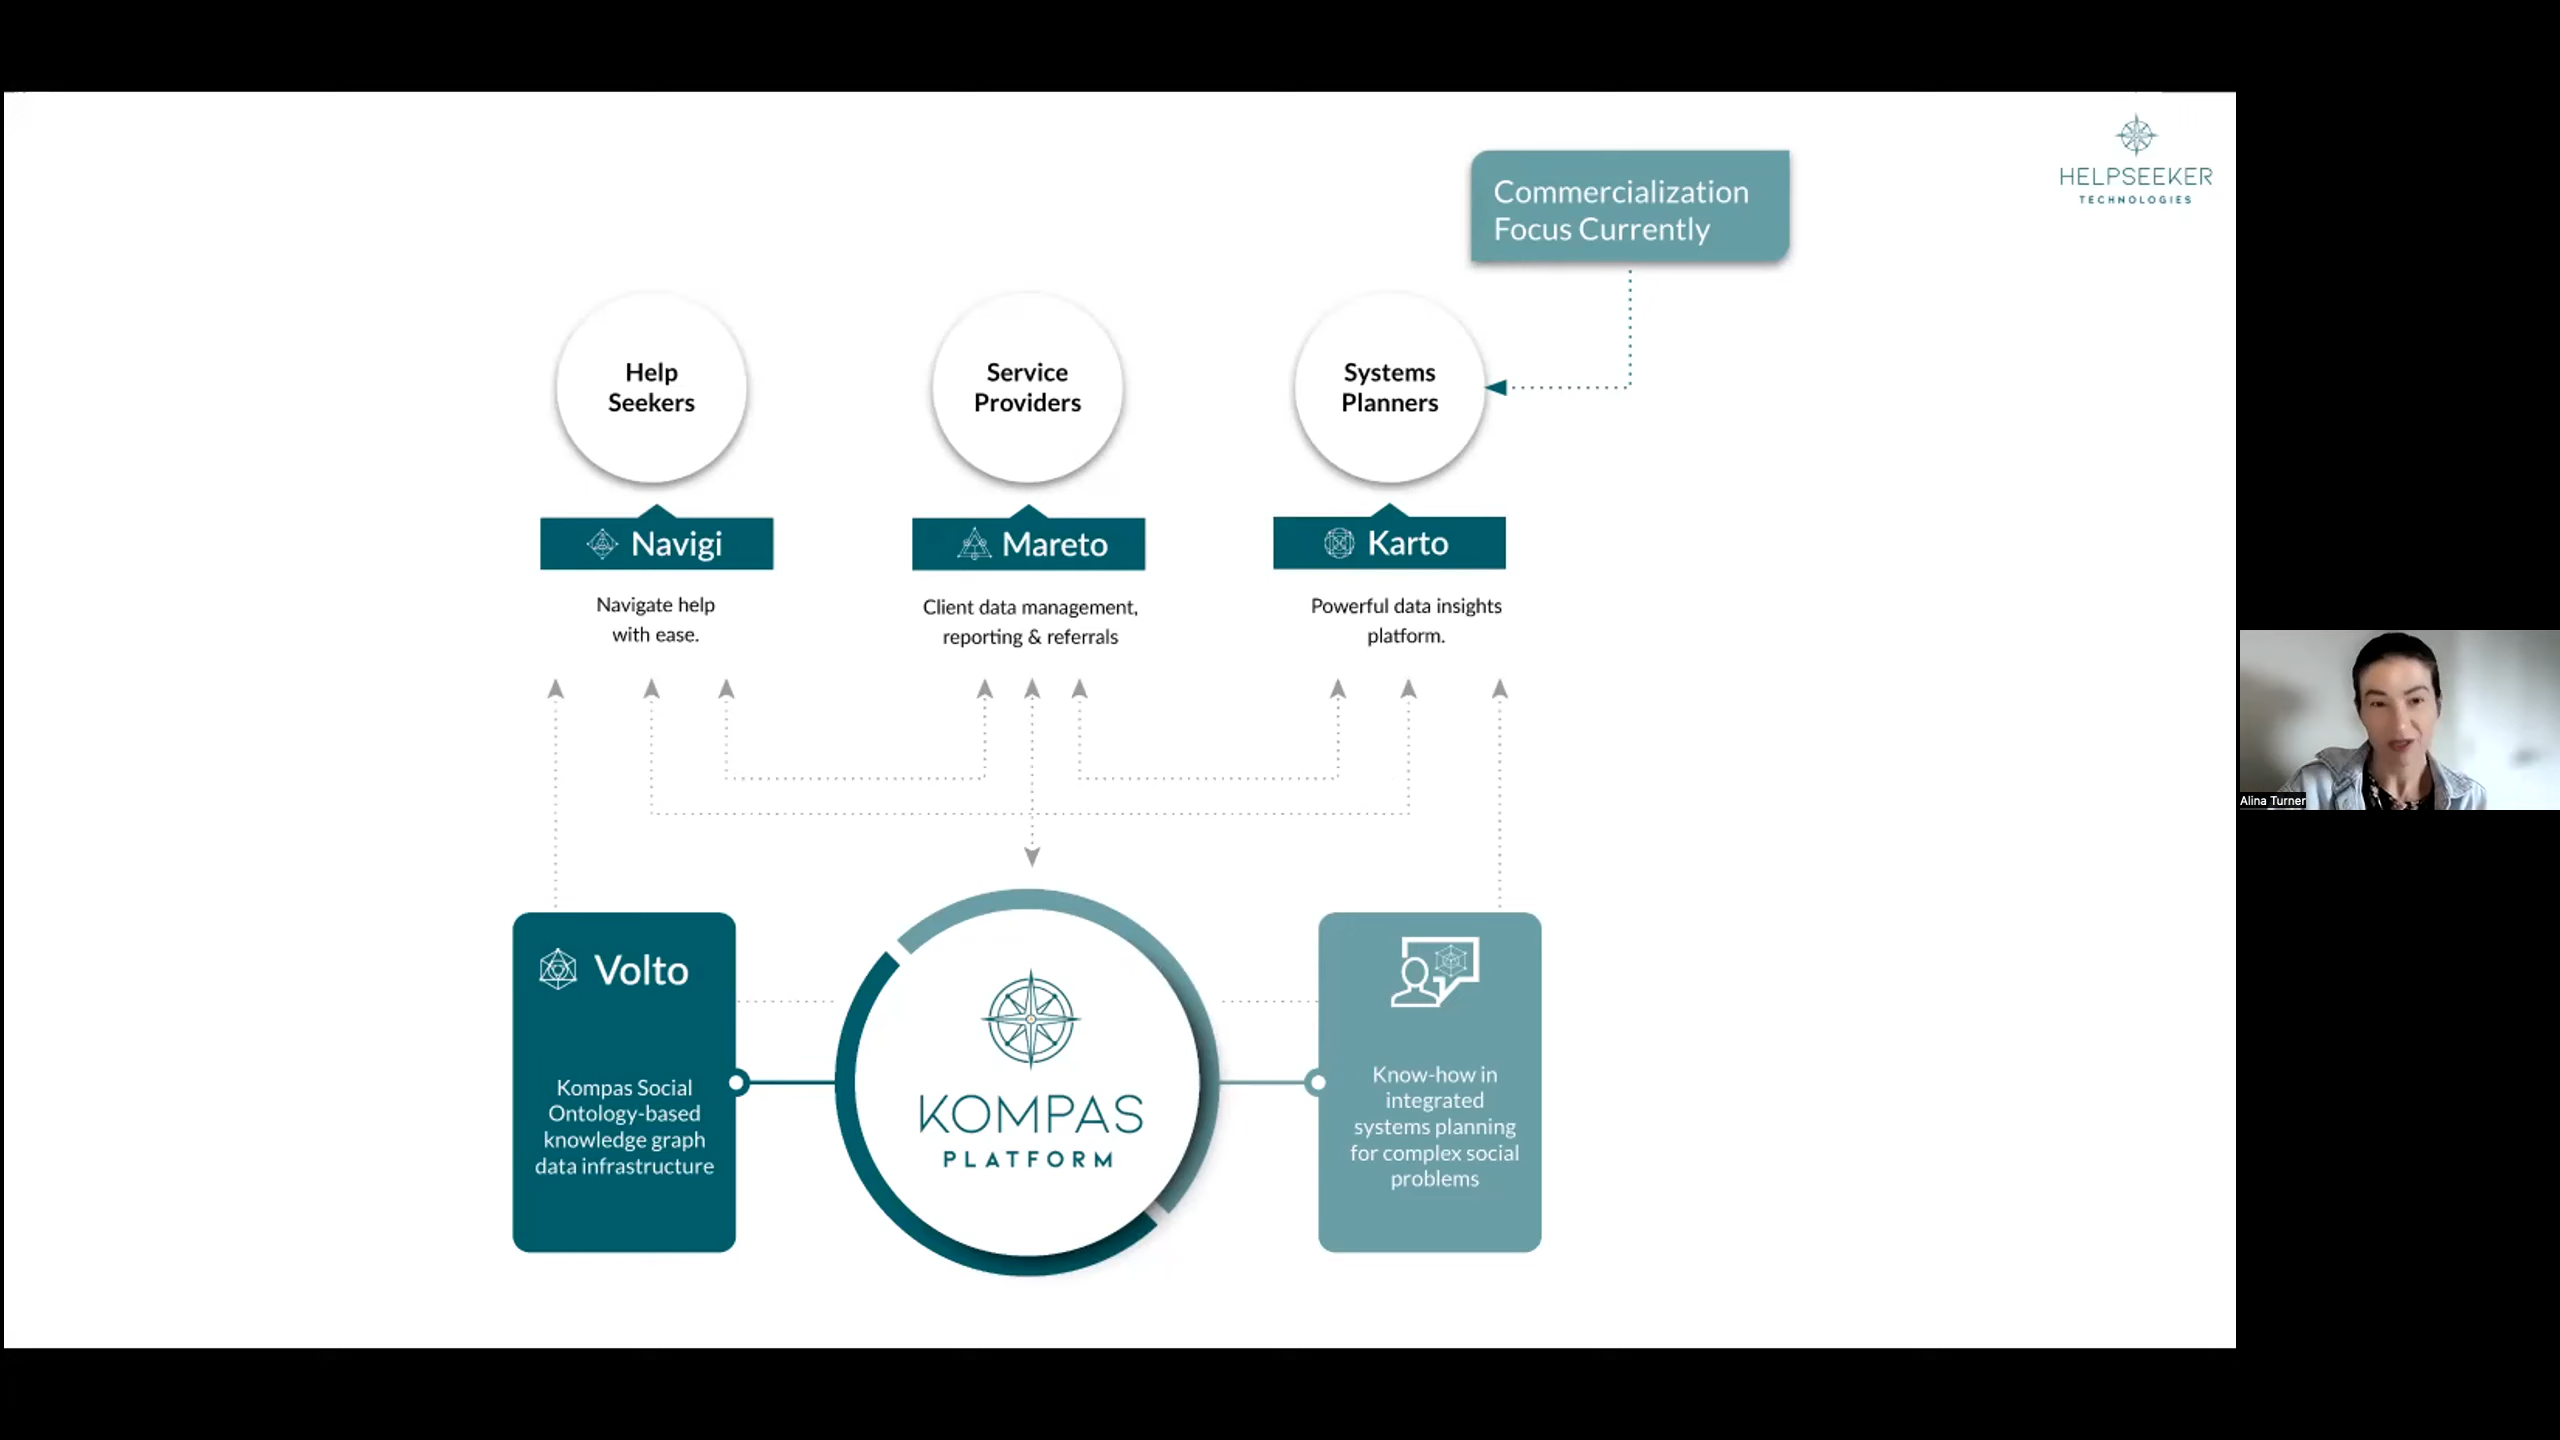 Commercialization
Focus Currently
HELPSEEKER
TECHNOLOGIES
Help
Seekers
Service
Providers
Systems
Planners
Navigi
Mareto
Karto
Navigate help
with ease.
Client data management,
reporting & referrals
Powerful data insights
platform.
Alina Turner
Volto
Kompas Social
Ontology-based
knowledge graph
data infrastructure
KOMPAS
PLATFORM
Know-how in
integrated
systems planning
for complex social
problems